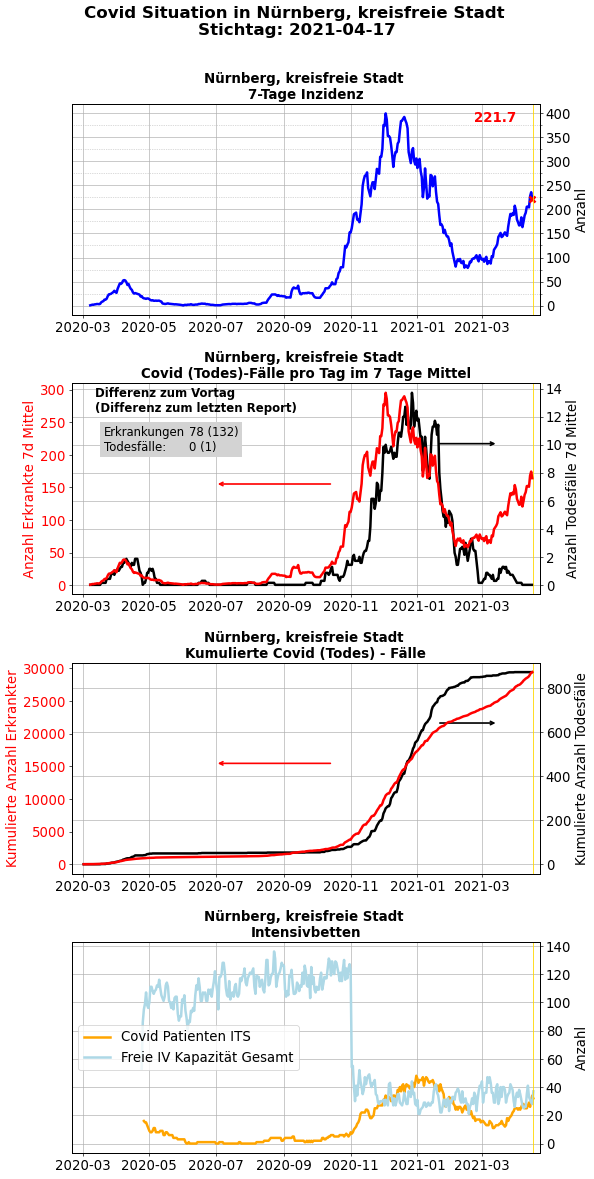 Covid Situation in Nürnberg, kreisfreie Stadt
Stichtag: 2021-04-17
Nürnberg, kreisfreie Stadt
7-Tage Inzidenz
221.7
400
350
300
250
200
150
100
50
0
Anzahl
2020-03 2020-05 2020-07 2020-09 2020-11 2021-01 2021-03
Nürnberg, kreisfreie Stadt
Covid (Todes)-Fälle pro Tag im 7 Tage Mittel
Anzahl Erkrankte 7d Mittel
300
250
200
150
100
50
0
Differenz zum Vortag
(Differenz zum letzten Report)
Erkrankungen 78 (132)
Todesfälle: 0 (1)
14
12
10
8
6
4
2
0
Anzahl Todesfälle 7d Mittel
2020-03 2020-05 2020-07 2020-09 2020-11 2021-01 2021-03
Nürnberg, kreisfreie Stadt
Kumulierte Covid (Todes) - Fälle
Kumulierte Anzahl Erkrankter
30000
25000
20000
15000
10000
5000
0
800
600
400
200
0
Kumulierte Anzahl Todesfälle
2020-03 2020-05 2020-07 2020-09 2020-11 2021-01 2021-03
Nürnberg, kreisfreie Stadt
Intensivbetten
Covid Patienten ITS
Freie IV Kapazität Gesamt
140
120
100
80
60
40
20
0
Anzahl
2020-03 2020-05 2020-07 2020-09 2020-11 2021-01 2021-03